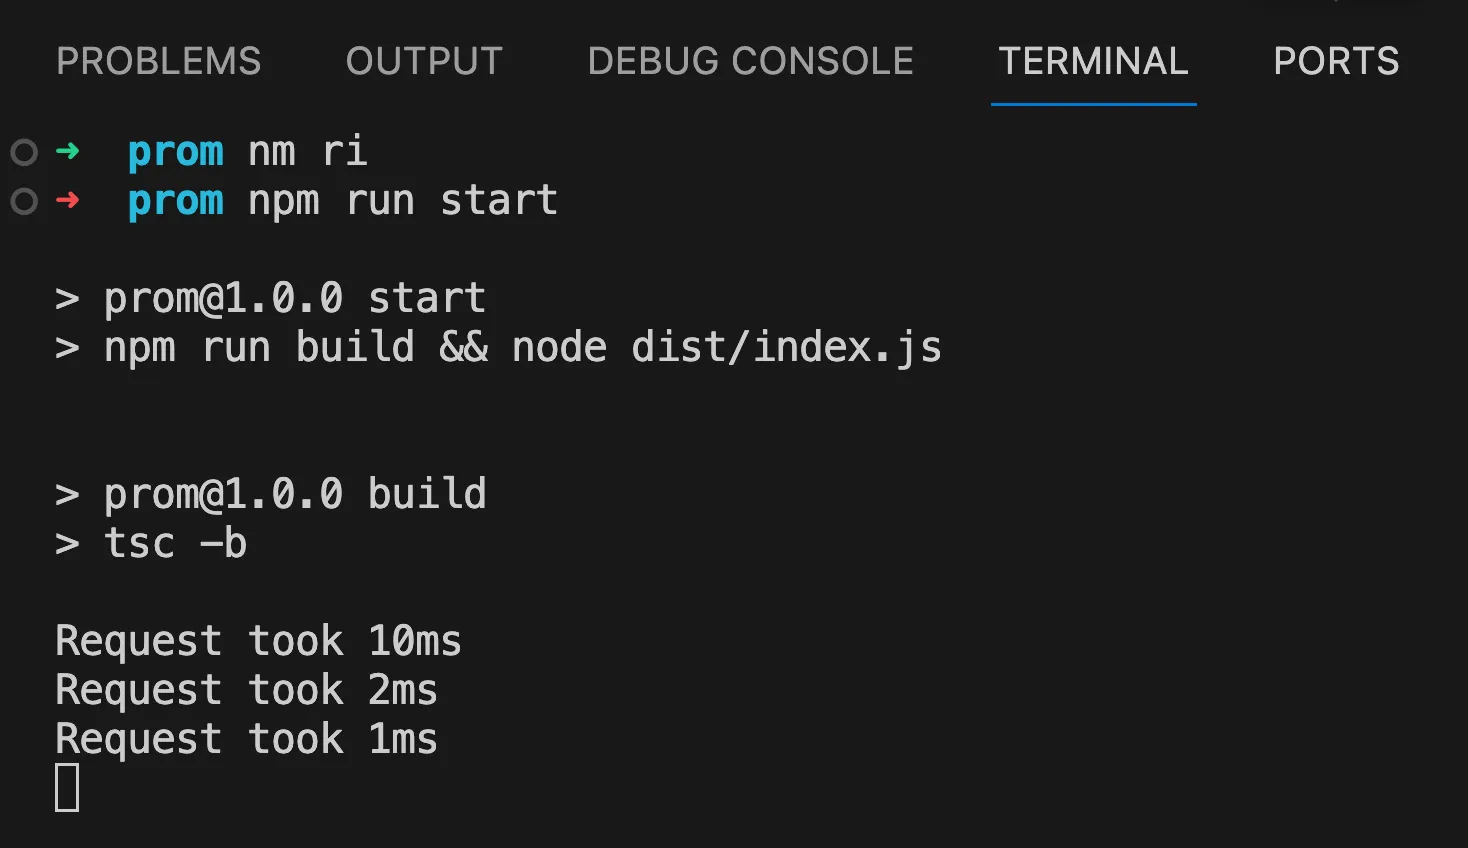 PROBLEMS OUTPUT DEBUG CONSOLE TERMINAL PORTS
➜ prom nm ri
➜ prom npm run start
> prom@1.0.0 start
> npm run build && node dist/index.js
> prom@1.0.0 build
> tsc -b
Request took 10ms
Request took 2ms
Request took 1ms